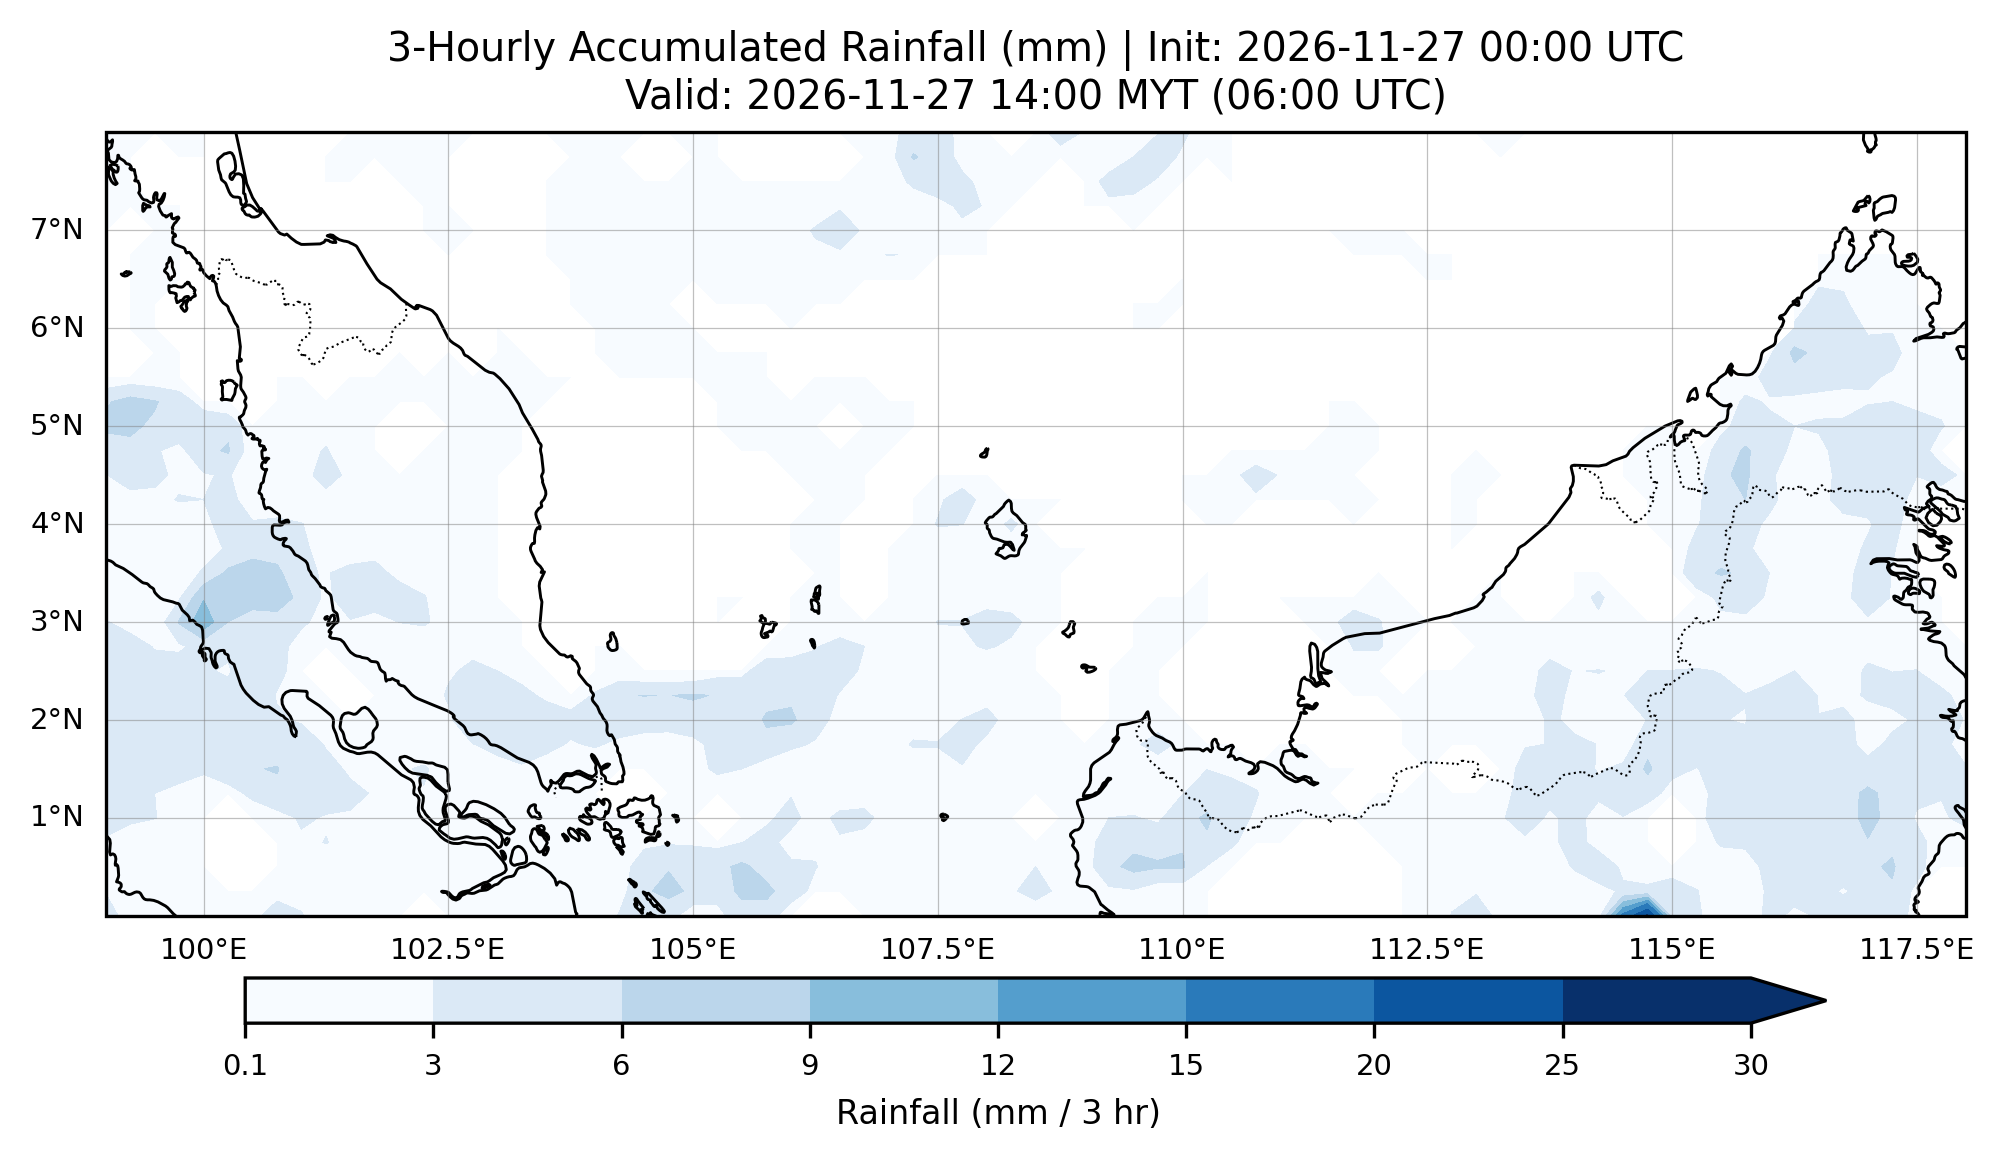 3-Hourly Accumulated Rainfall (mm) | Init: 2026-11-27 00:00 UTC
Valid: 2026-11-27 14:00 MYT (06:00 UTC)
7°N
6°N
5°N
4°N
3°N
2°N
1°N
100°E 102.5°E 105°E 107.5°E 110°E 112.5°E 115°E 117.5°E
0.1 3 6 9 12 15 20 25 30
Rainfall (mm / 3 hr)